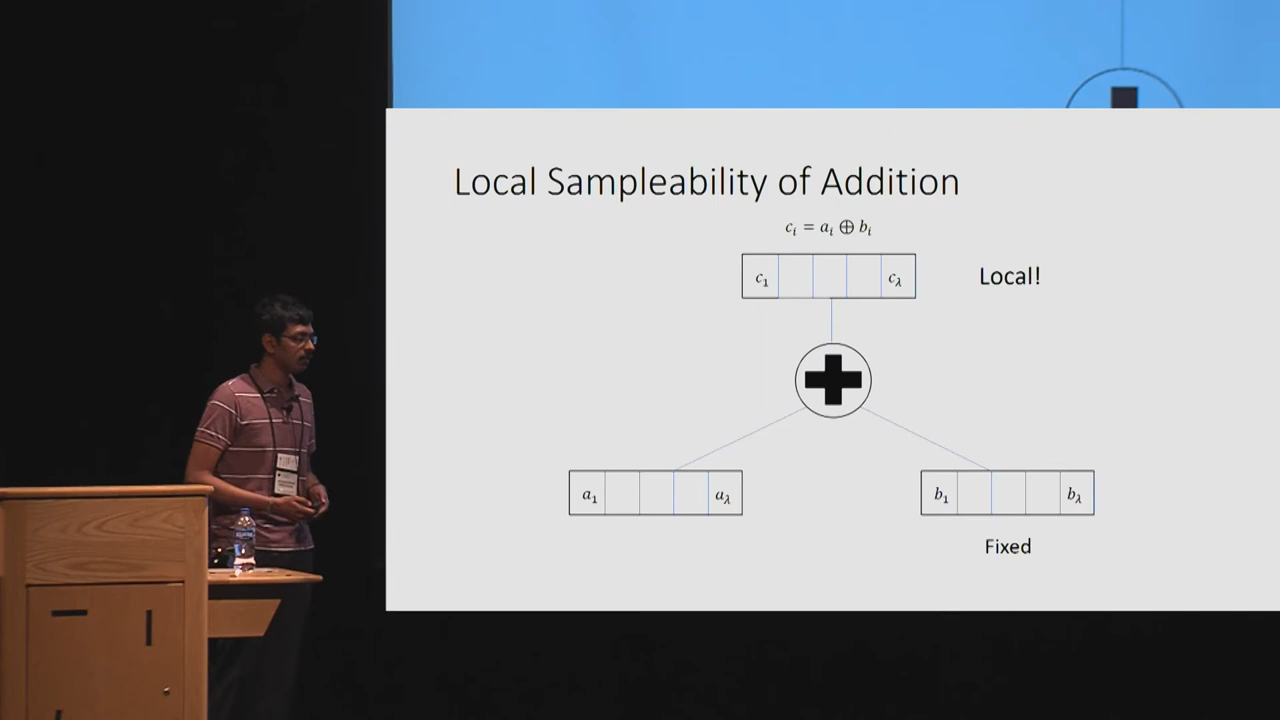 Local Sampleability of Addition
cᵢ = aᵢ ⊕ bᵢ
c₁ c_λ Local!
a₁ a_λ b₁ b_λ
Fixed